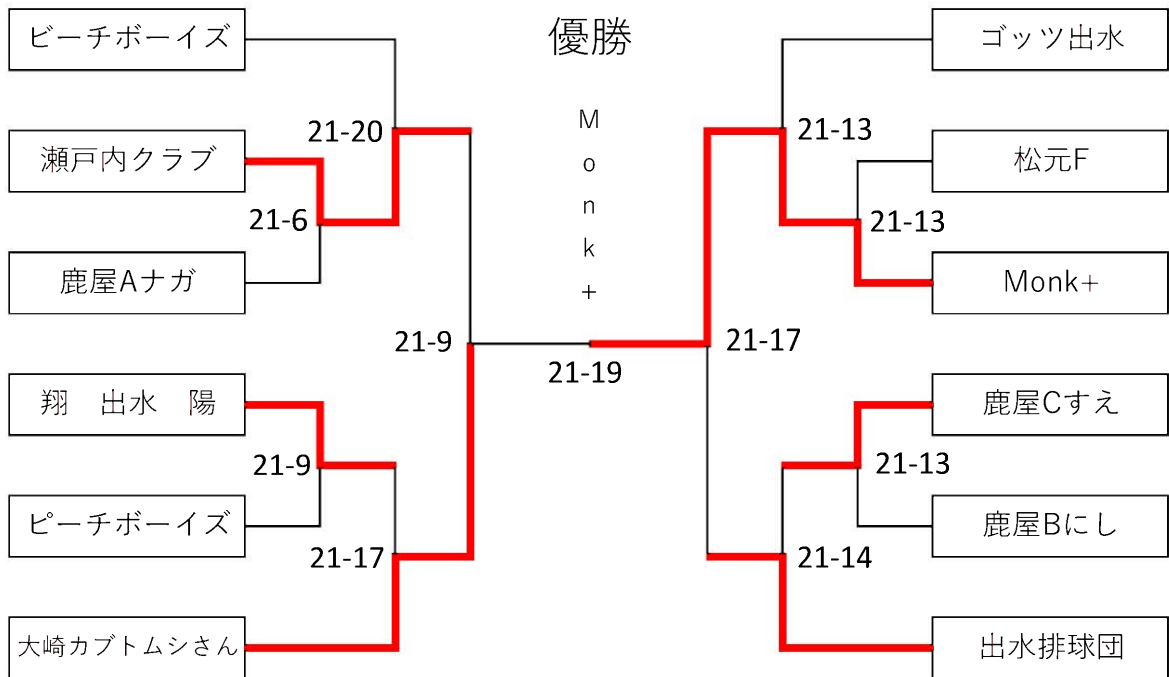 ビーチボーイズ
優勝
ゴッツ出水
Monk+
21-20
21-13
瀬戸内クラブ
松元F
21-6
21-13
鹿屋Aナガ
Monk+
21-9
21-19
21-17
翔　出水　陽
鹿屋Cすえ
21-9
21-13
ピーチボーイズ
鹿屋Bにし
21-17
21-14
大崎カブトムシさん
出水排球団